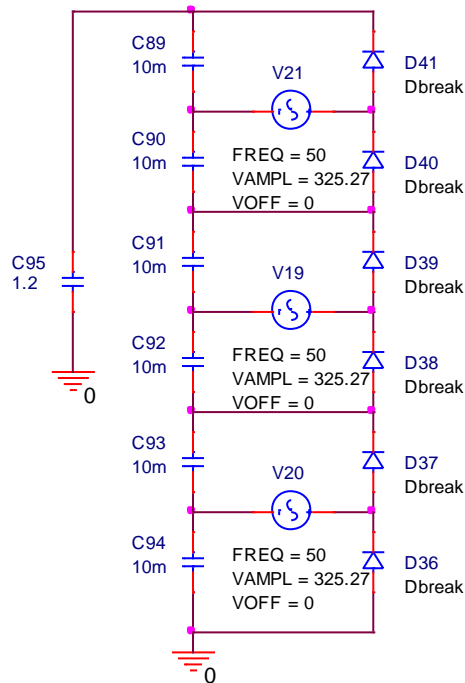 C89
10m
V21
D41
Dbreak
C90
10m
FREQ = 50
VAMPL = 325.27
VOFF = 0
D40
Dbreak
C91
10m
V19
D39
Dbreak
C95
1.2
0
C92
10m
FREQ = 50
VAMPL = 325.27
VOFF = 0
D38
Dbreak
C93
10m
V20
D37
Dbreak
C94
10m
FREQ = 50
VAMPL = 325.27
VOFF = 0
D36
Dbreak
0